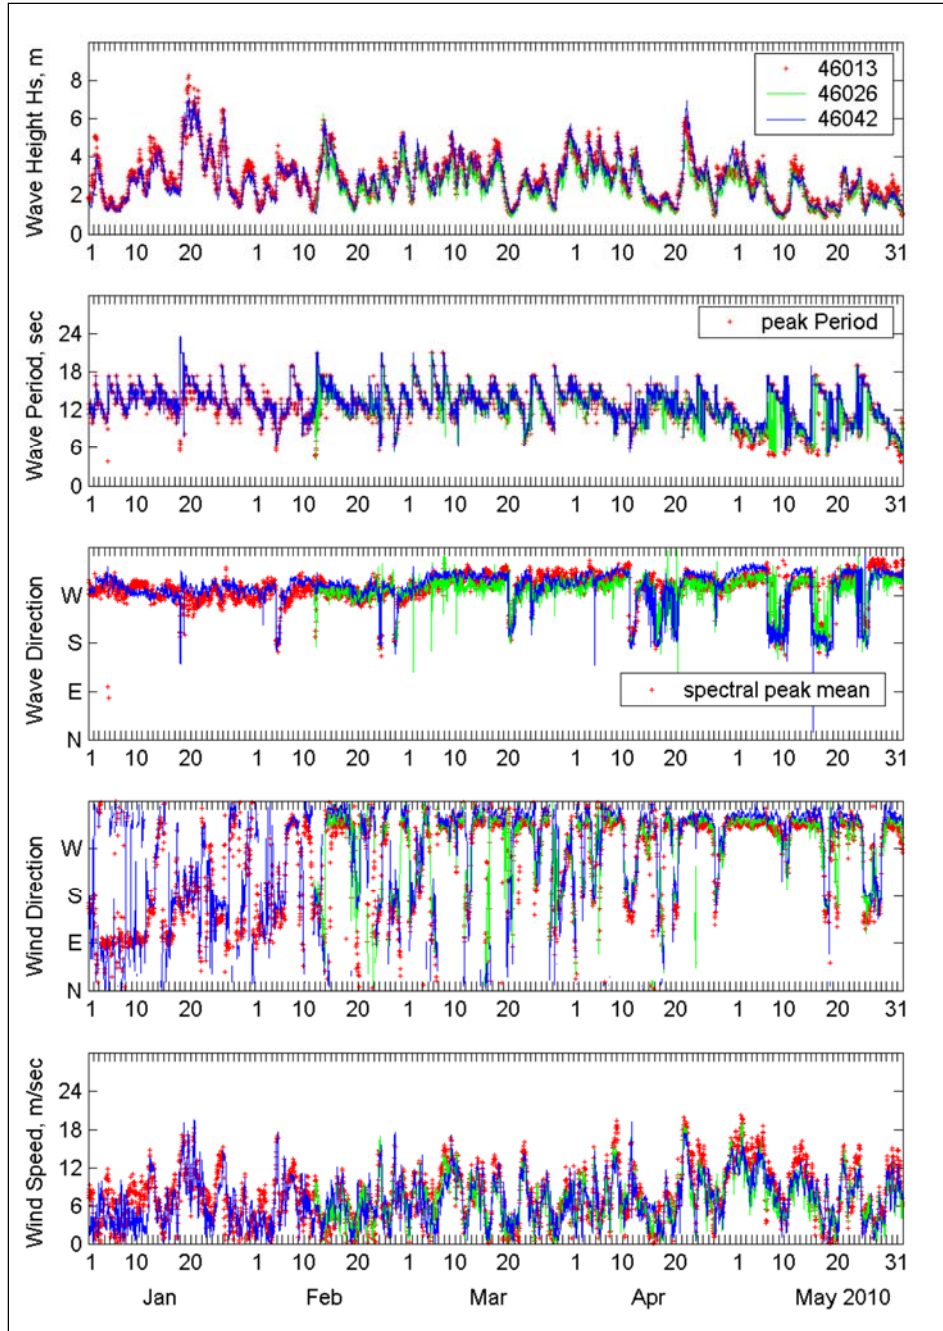 Wave Height Hs, m
8
6
4
2
0
46013
46026
46042
1 10 20 1 10 20 1 10 20 1 10 20 1 10 20 31
Wave Period, sec
24
18
12
6
0
peak Period
1 10 20 1 10 20 1 10 20 1 10 20 1 10 20 31
Wave Direction
W
S
E
N
spectral peak mean
1 10 20 1 10 20 1 10 20 1 10 20 1 10 20 31
Wind Direction
W
S
E
N
1 10 20 1 10 20 1 10 20 1 10 20 1 10 20 31
Wind Speed, m/sec
24
18
12
6
0
1 10 20 1 10 20 1 10 20 1 10 20 1 10 20 31
Jan Feb Mar Apr May 2010